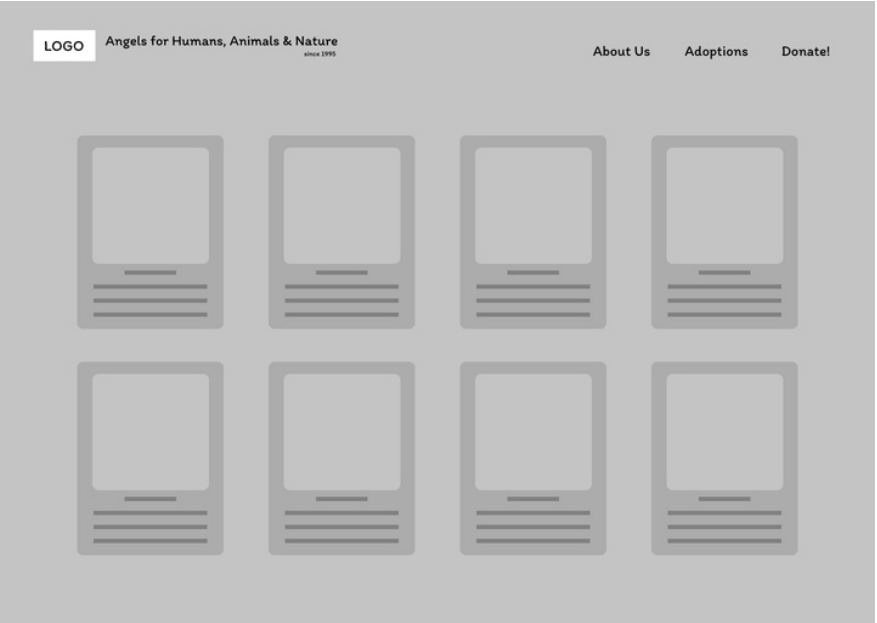 LOGO
Angels for Humans, Animals & Nature
since 1995
About Us
Adoptions
Donate!